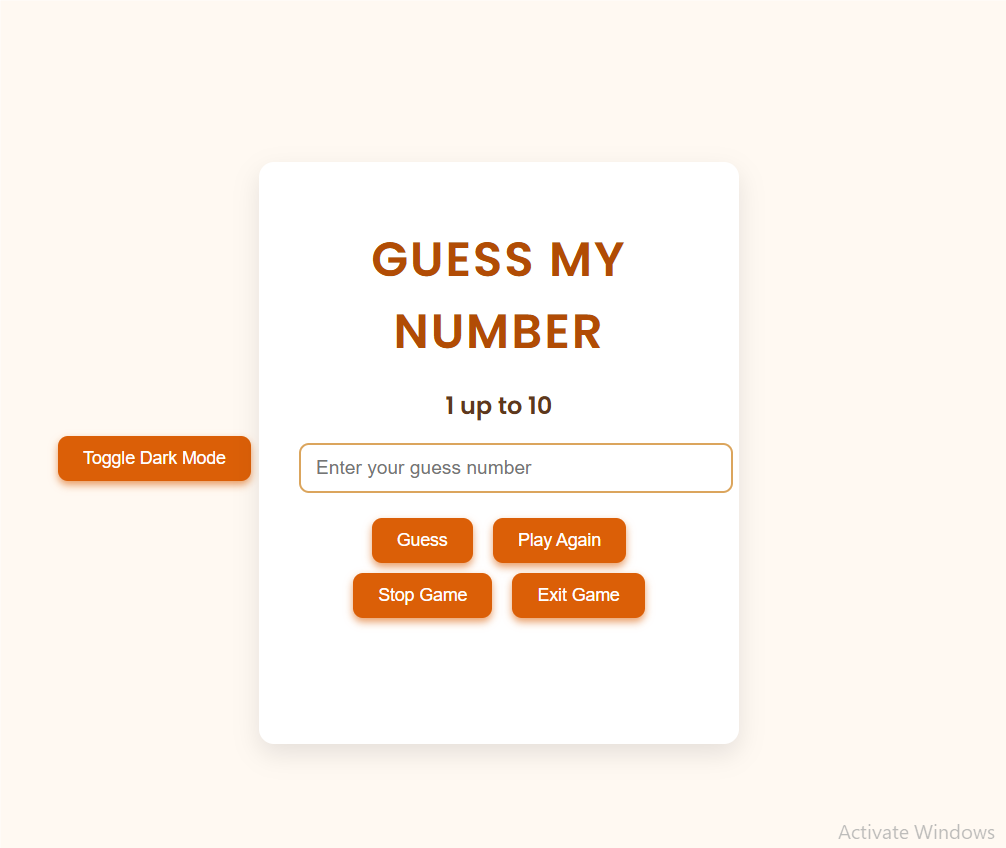 GUESS MY
NUMBER
1 up to 10
Toggle Dark Mode
Enter your guess number
Guess
Play Again
Stop Game
Exit Game
Activate Windows